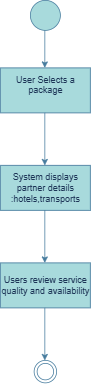 User Selects a
package
System displays
partner details
:hotels,transports
Users review service
quality and availability